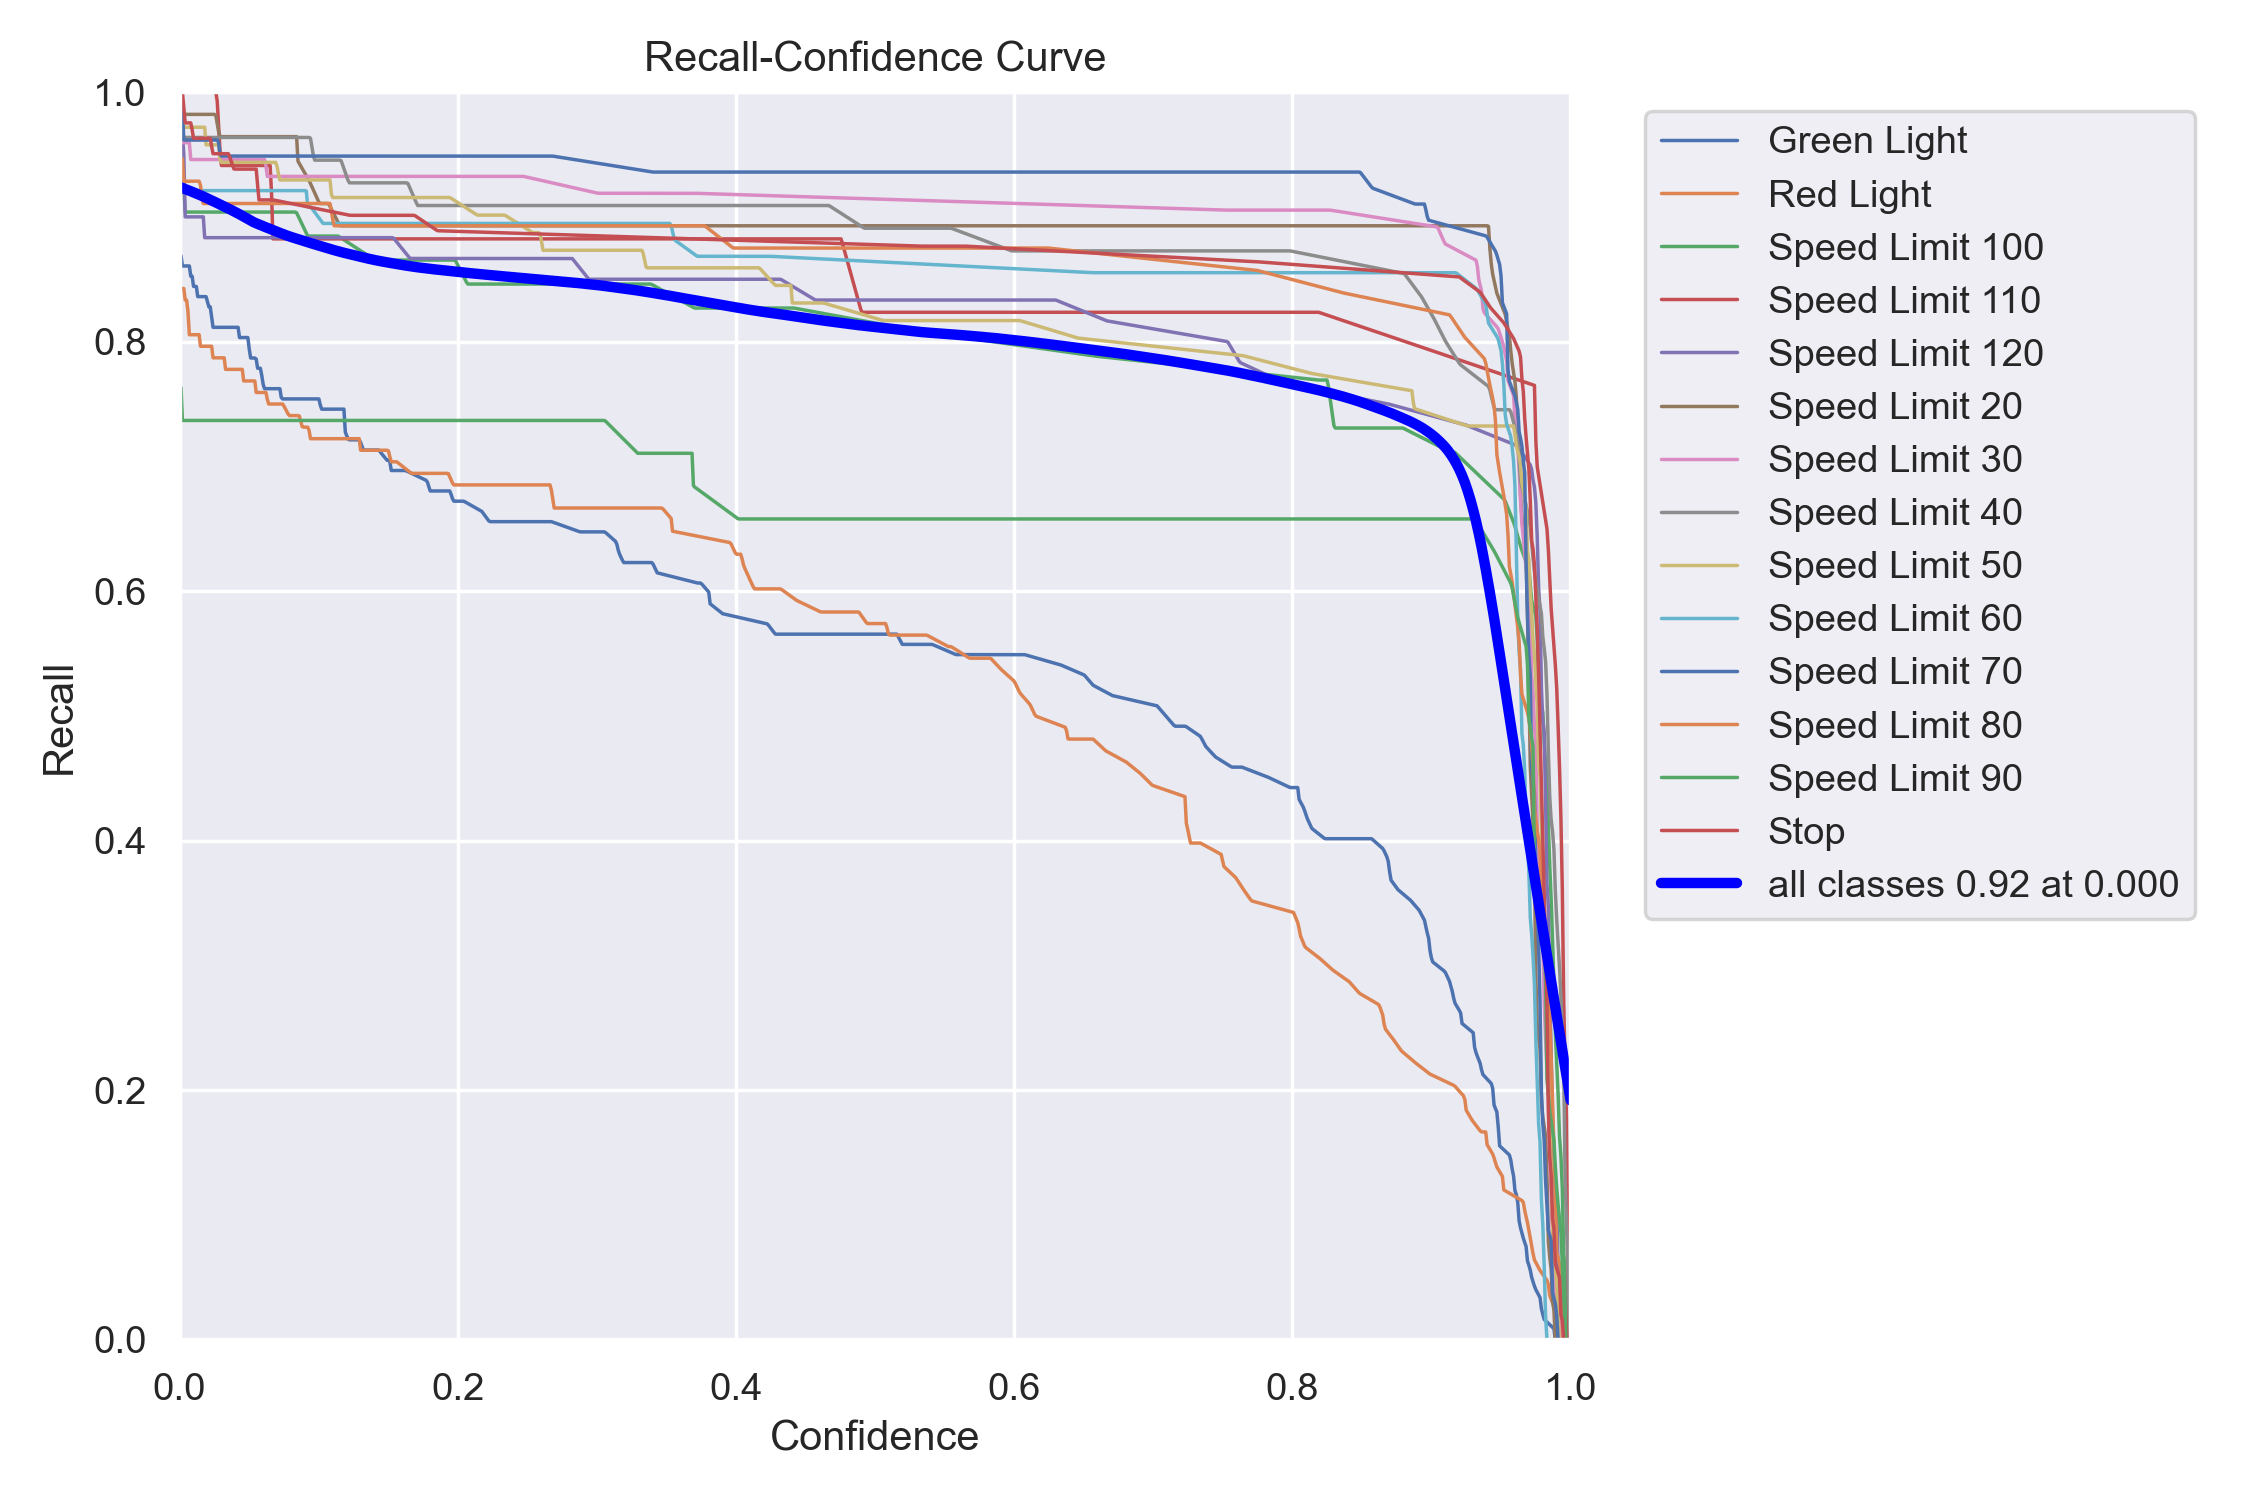 Recall-Confidence Curve
1.0
0.8
0.6
0.4
0.2
0.0
Recall
0.0 0.2 0.4 0.6 0.8 1.0
Confidence
Green Light
Red Light
Speed Limit 100
Speed Limit 110
Speed Limit 120
Speed Limit 20
Speed Limit 30
Speed Limit 40
Speed Limit 50
Speed Limit 60
Speed Limit 70
Speed Limit 80
Speed Limit 90
Stop
all classes 0.92 at 0.000